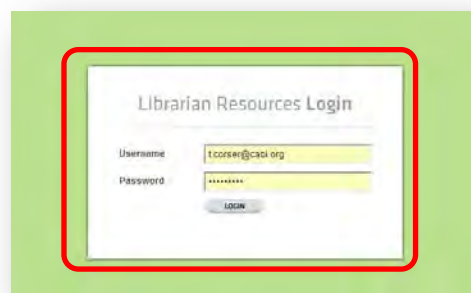 Librarian Resources Login
Username t.corser@cabi.org
Password •••••••••
LOGIN